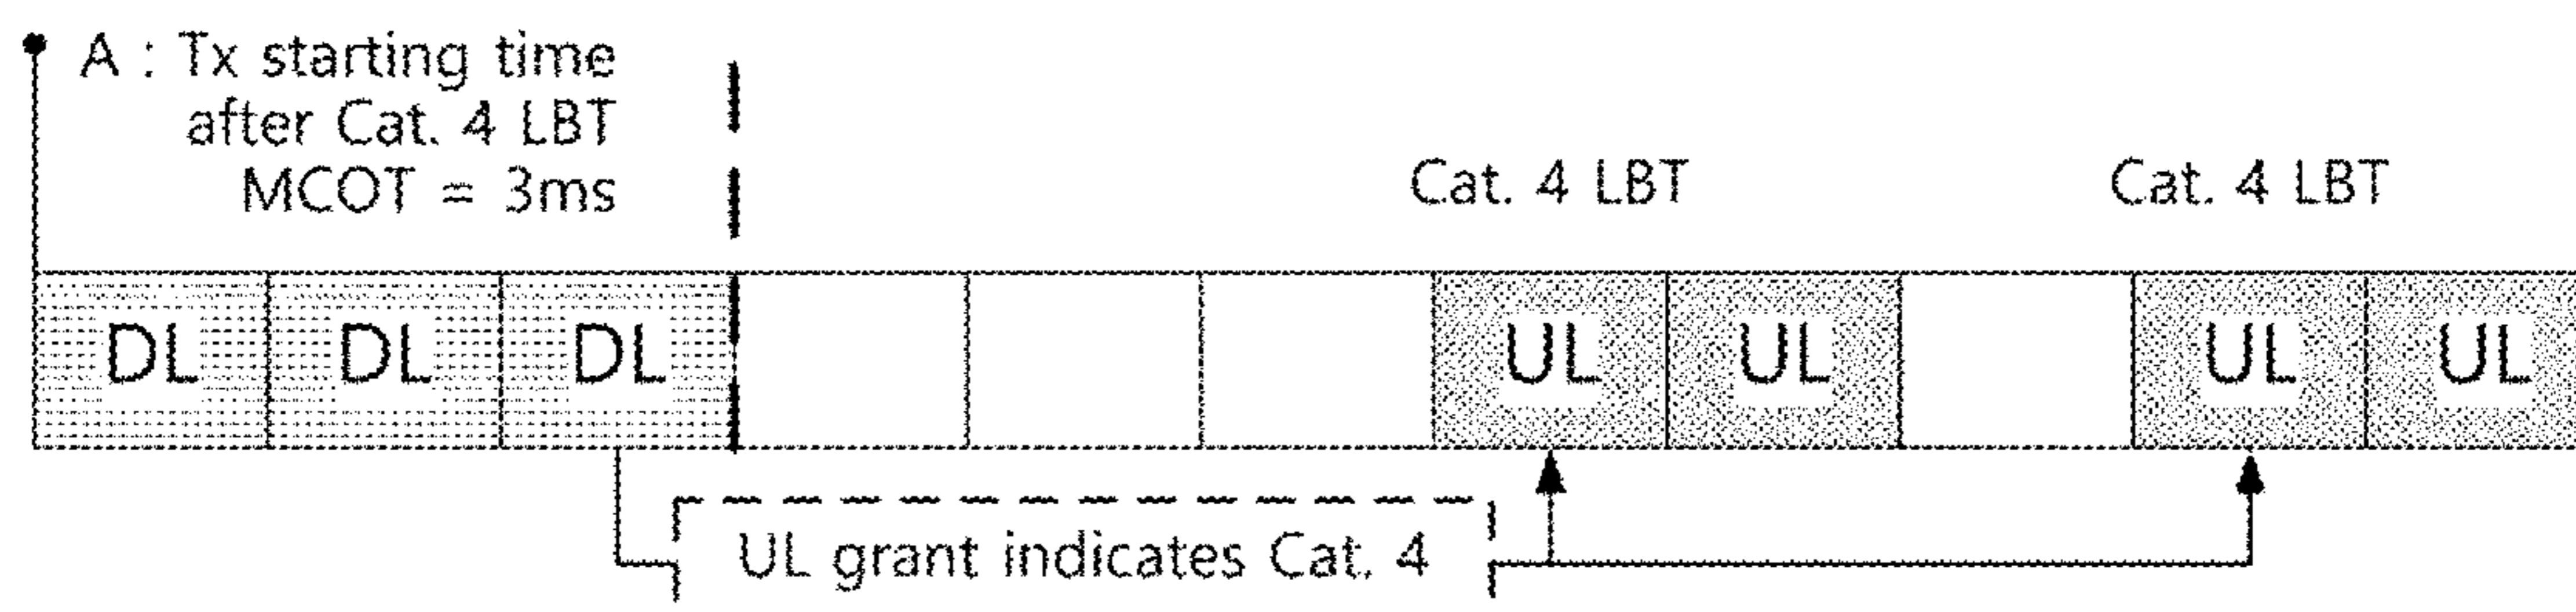 A : Tx starting time
after Cat. 4 LBT
MCOT = 3ms
Cat. 4 LBT
Cat. 4 LBT
DL
DL
DL
UL
UL
UL
UL
UL grant indicates Cat. 4